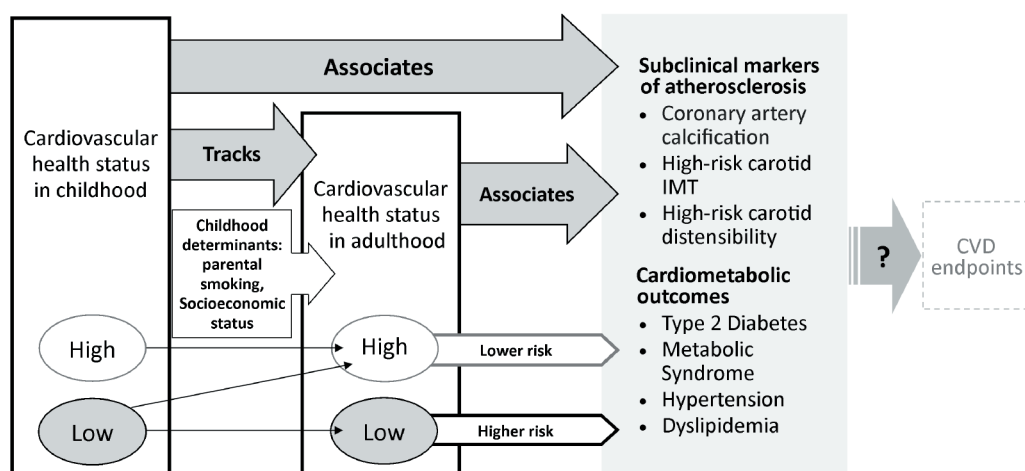 Associates
Cardiovascular
health status
in childhood
Tracks
Cardiovascular
health status
in adulthood
Associates
Childhood
determinants:
parental
smoking,
Socioeconomic
status
High
High
Lower risk
Low
Low
Higher risk
Subclinical markers
of atherosclerosis
• Coronary artery
calcification
• High-risk carotid
IMT
• High-risk carotid
distensibility
Cardiometabolic
outcomes
• Type 2 Diabetes
• Metabolic
Syndrome
• Hypertension
• Dyslipidemia
?
CVD
endpoints